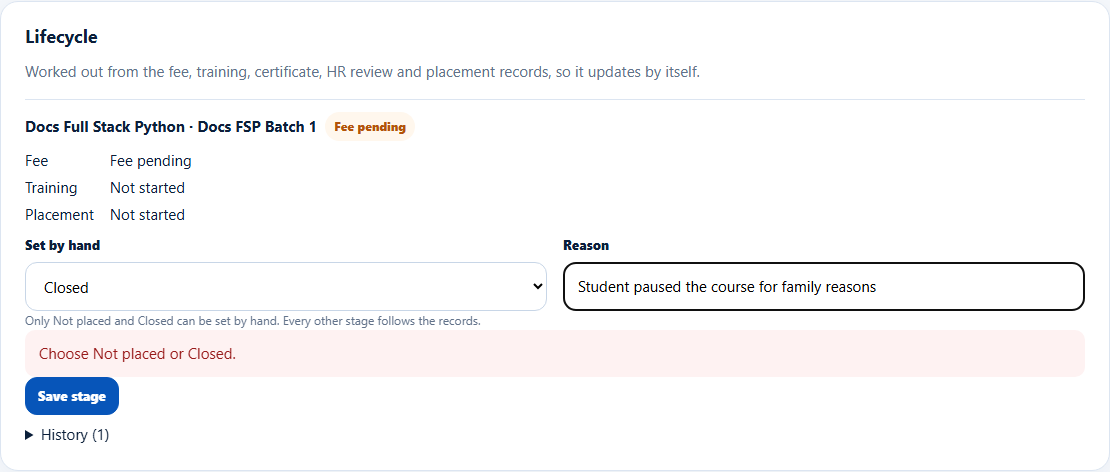 Lifecycle
Worked out from the fee, training, certificate, HR review and placement records, so it updates by itself.
Docs Full Stack Python · Docs FSP Batch 1 Fee pending
Fee Fee pending
Training Not started
Placement Not started
Set by hand Reason
Closed Student paused the course for family reasons
Only Not placed and Closed can be set by hand. Every other stage follows the records.
Choose Not placed or Closed.
Save stage
History (1)